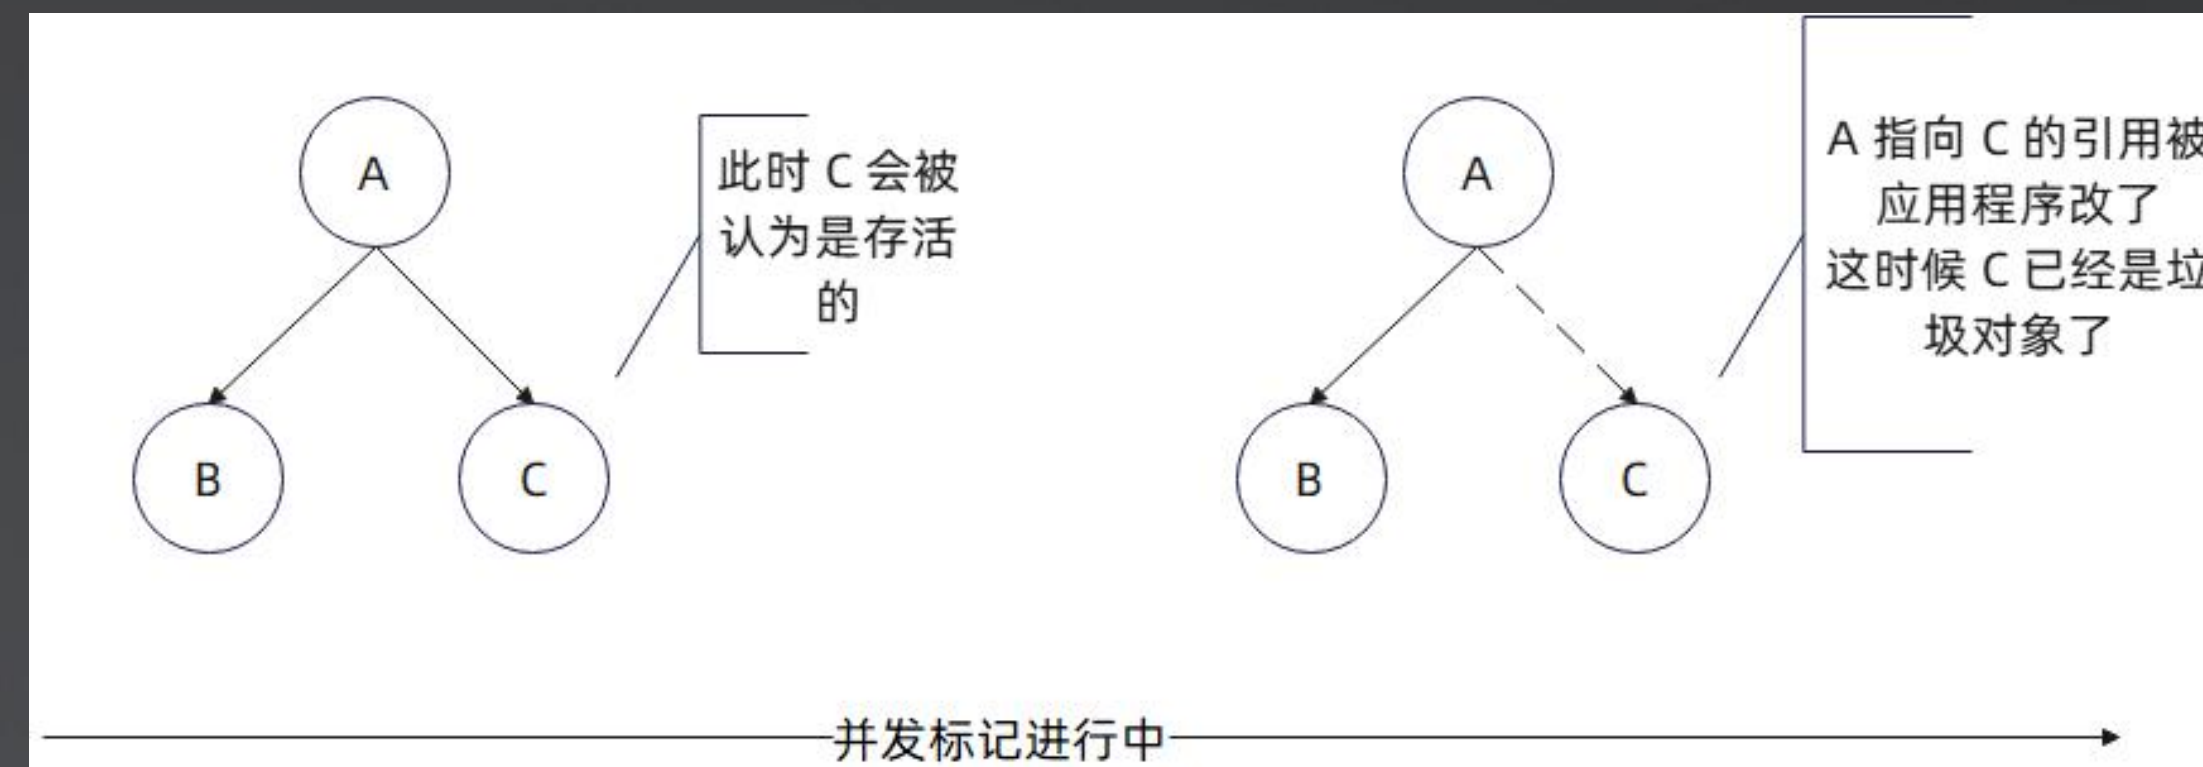 A
此时 C 会被
认为是存活
的
B
C
A
A 指向 C 的引用被
应用程序改了
这时候 C 已经是垃
圾对象了
B
C
并发标记进行中